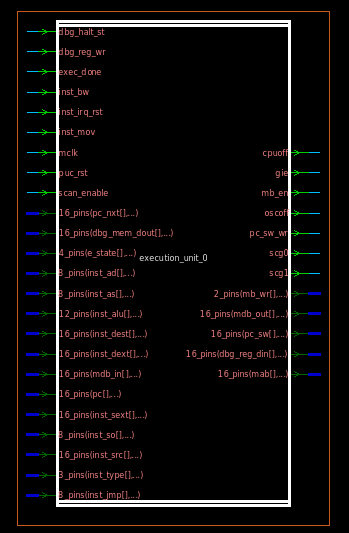 dbg_halt_st
dbg_reg_wr
exec_done
inst_bw
inst_irq_rst
inst_mov
mclk cpuoff
puc_rst gie
scan_enable mb_en
16_pins(pc_nxt[],...) oscoff
16_pins(dbg_mem_dout[],...) pc_sw_wr
4_pins(e_state[],...) scg0
execution_unit_0
8_pins(inst_ad[],...) scg1
8_pins(inst_as[],...) 2_pins(mb_wr[],...)
12_pins(inst_alu[],...) 16_pins(mdb_out[],...)
16_pins(inst_dest[],...) 16_pins(pc_sw[],...)
16_pins(inst_dext[],...) 16_pins(dbg_reg_din[],...)
16_pins(mdb_in[],...) 16_pins(mab[],...)
16_pins(pc[],...)
16_pins(inst_sext[],...)
8_pins(inst_so[],...)
16_pins(inst_src[],...)
3_pins(inst_type[],...)
8_pins(inst_jmp[],...)